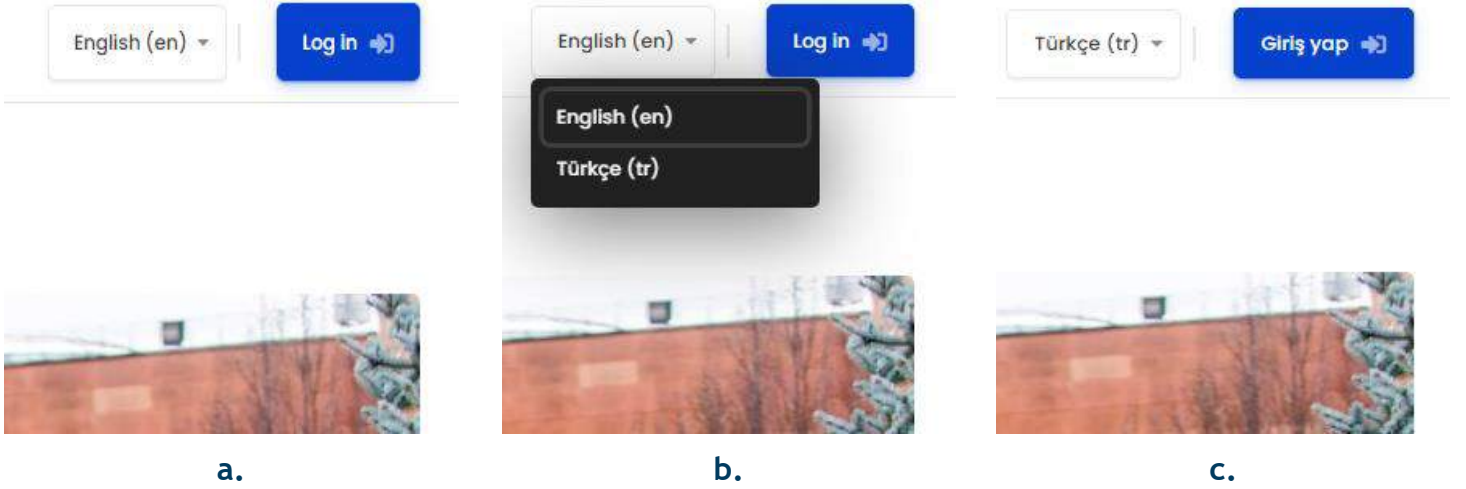 English (en)
Log in
English (en)
Log in
English (en)
Türkçe (tr)
Türkçe (tr)
Giriş yap
a.
b.
c.